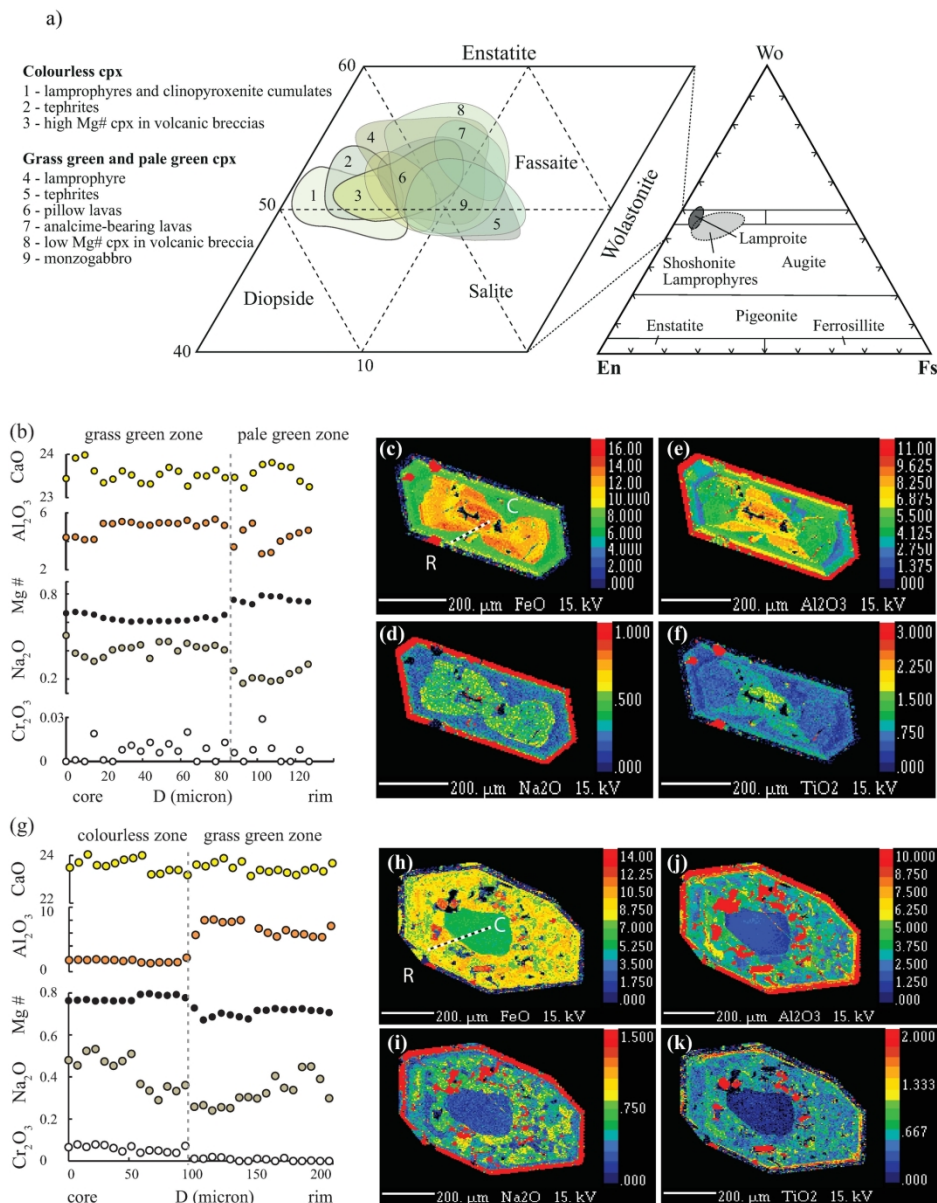 a)
Colourless cpx
1 - lamprophyres and clinopyroxenite cumulates
2 - tephrites
3 - high Mg# cpx in volcanic breccias
Grass green and pale green cpx
4 - lamprophyre
5 - tephrites
6 - pillow lavas
7 - analcime-bearing lavas
8 - low Mg# cpx in volcanic breccia
9 - monzogabbro
Enstatite
60
8
4
7
2
Fassaite
6
1
3
50
9
5
Wolastonite
Diopside
Salite
40
10
Wo
Lamproite
Shoshonite
Lamprophyres
Augite
Pigeonite
Enstatite
Ferrosillite
En
Fs
(b)
grass green zone
pale green zone
CaO
24
23
Al2O3
6
2
Mg #
0.8
Na2O
0.2
Cr2O3
0.03
0
0
20
40
60
80
100
120
core
D (micron)
rim
(c)
C
R
16.00
14.00
12.00
10.000
8.000
6.000
4.000
2.000
.000
200. µm FeO 15. kV
(e)
11.00
9.625
8.250
6.875
5.500
4.125
2.750
1.375
.000
200. µm Al2O3 15. kV
(d)
1.000
.500
.000
200. µm Na2O 15. kV
(f)
3.000
2.250
1.500
.750
.000
200. µm TiO2 15. kV
(g)
colourless zone
grass green zone
CaO
24
22
Al2O3
10
0
Mg #
0.8
0.6
Na2O
0.4
0.2
Cr2O3
0
0
50
100
150
200
core
D (micron)
rim
(h)
C
R
14.00
12.25
10.50
8.750
7.000
5.250
3.500
1.750
.000
200. µm FeO 15. kV
(j)
10.000
8.750
7.500
6.250
5.000
3.750
2.500
1.250
.000
200. µm Al2O3 15. kV
(i)
1.500
.750
.000
200. µm Na2O 15. kV
(k)
2.000
1.333
.667
.000
200. µm TiO2 15. kV